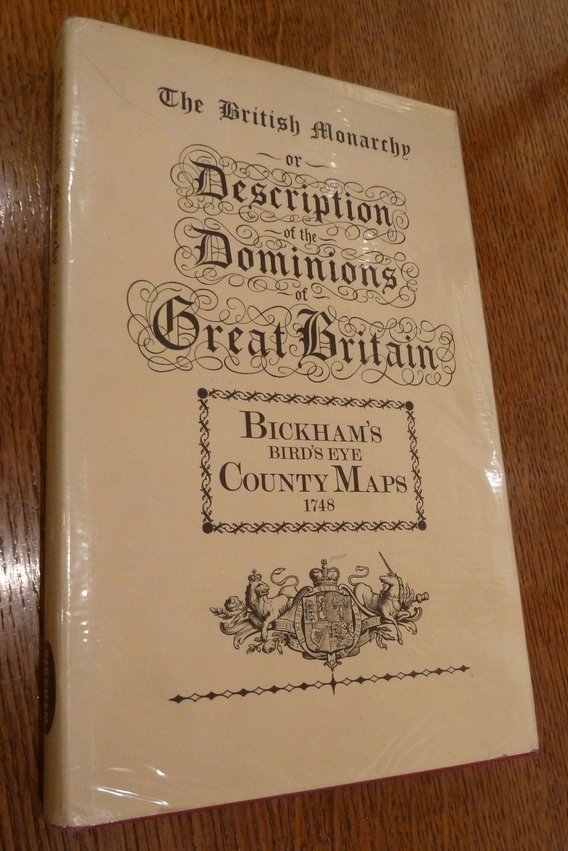 The British Monarchy
or
Description
of the
Dominions
of
Great Britain
BICKHAM'S
BIRD'S EYE
COUNTY MAPS
1748